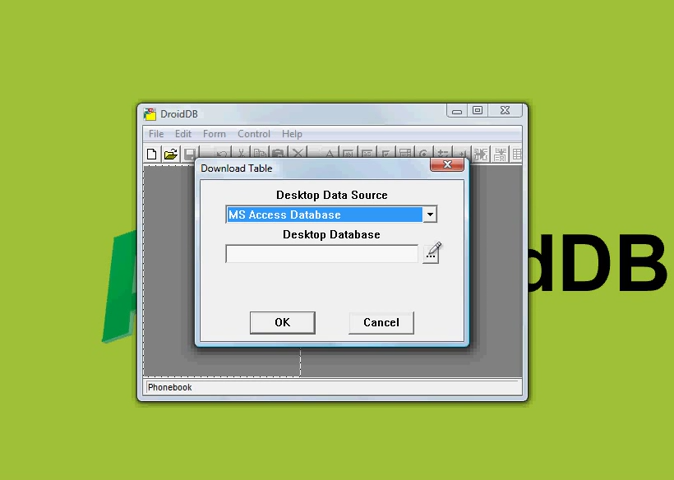 DroidDB
File Edit Form Control Help
Download Table
Desktop Data Source
MS Access Database
Desktop Database
dDB
OK Cancel
Phonebook